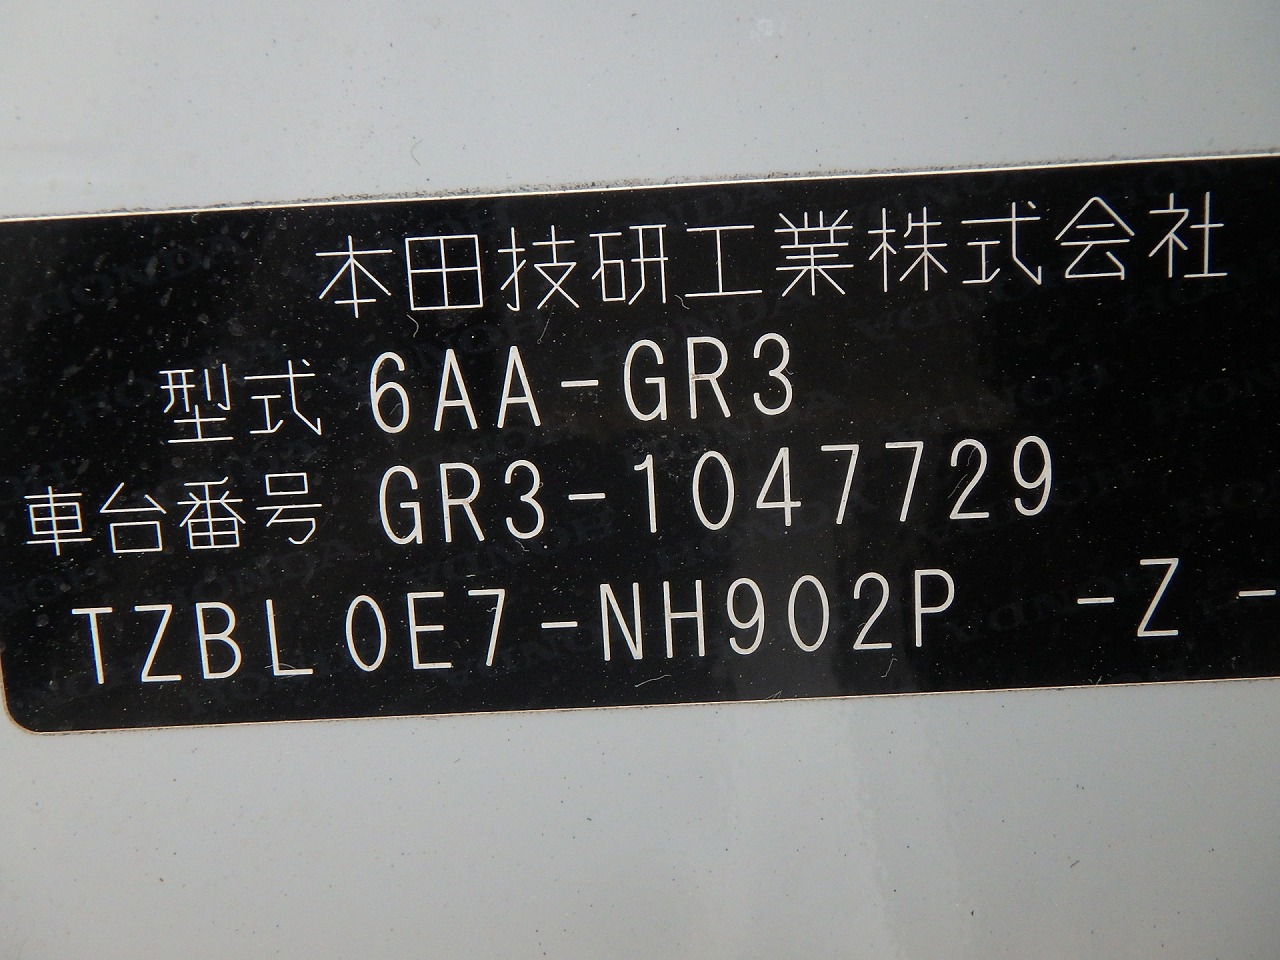 本田技研工業株式会社
型式 6AA-GR3
車台番号 GR3-1047729
TZBL0E7-NH902P -Z -